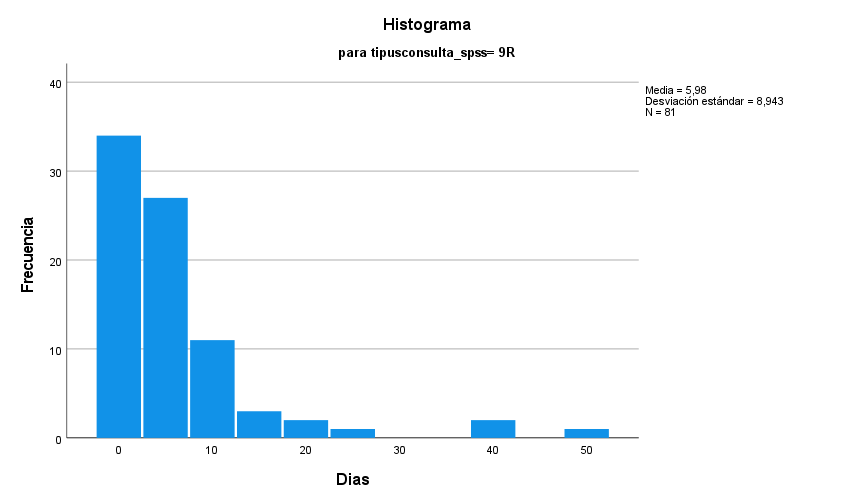 Histograma
para tipusconsulta_spss= 9R
Media = 5,98
Desviación estándar = 8,943
N = 81
Frecuencia
40
30
20
10
0
0 10 20 30 40 50
Dias